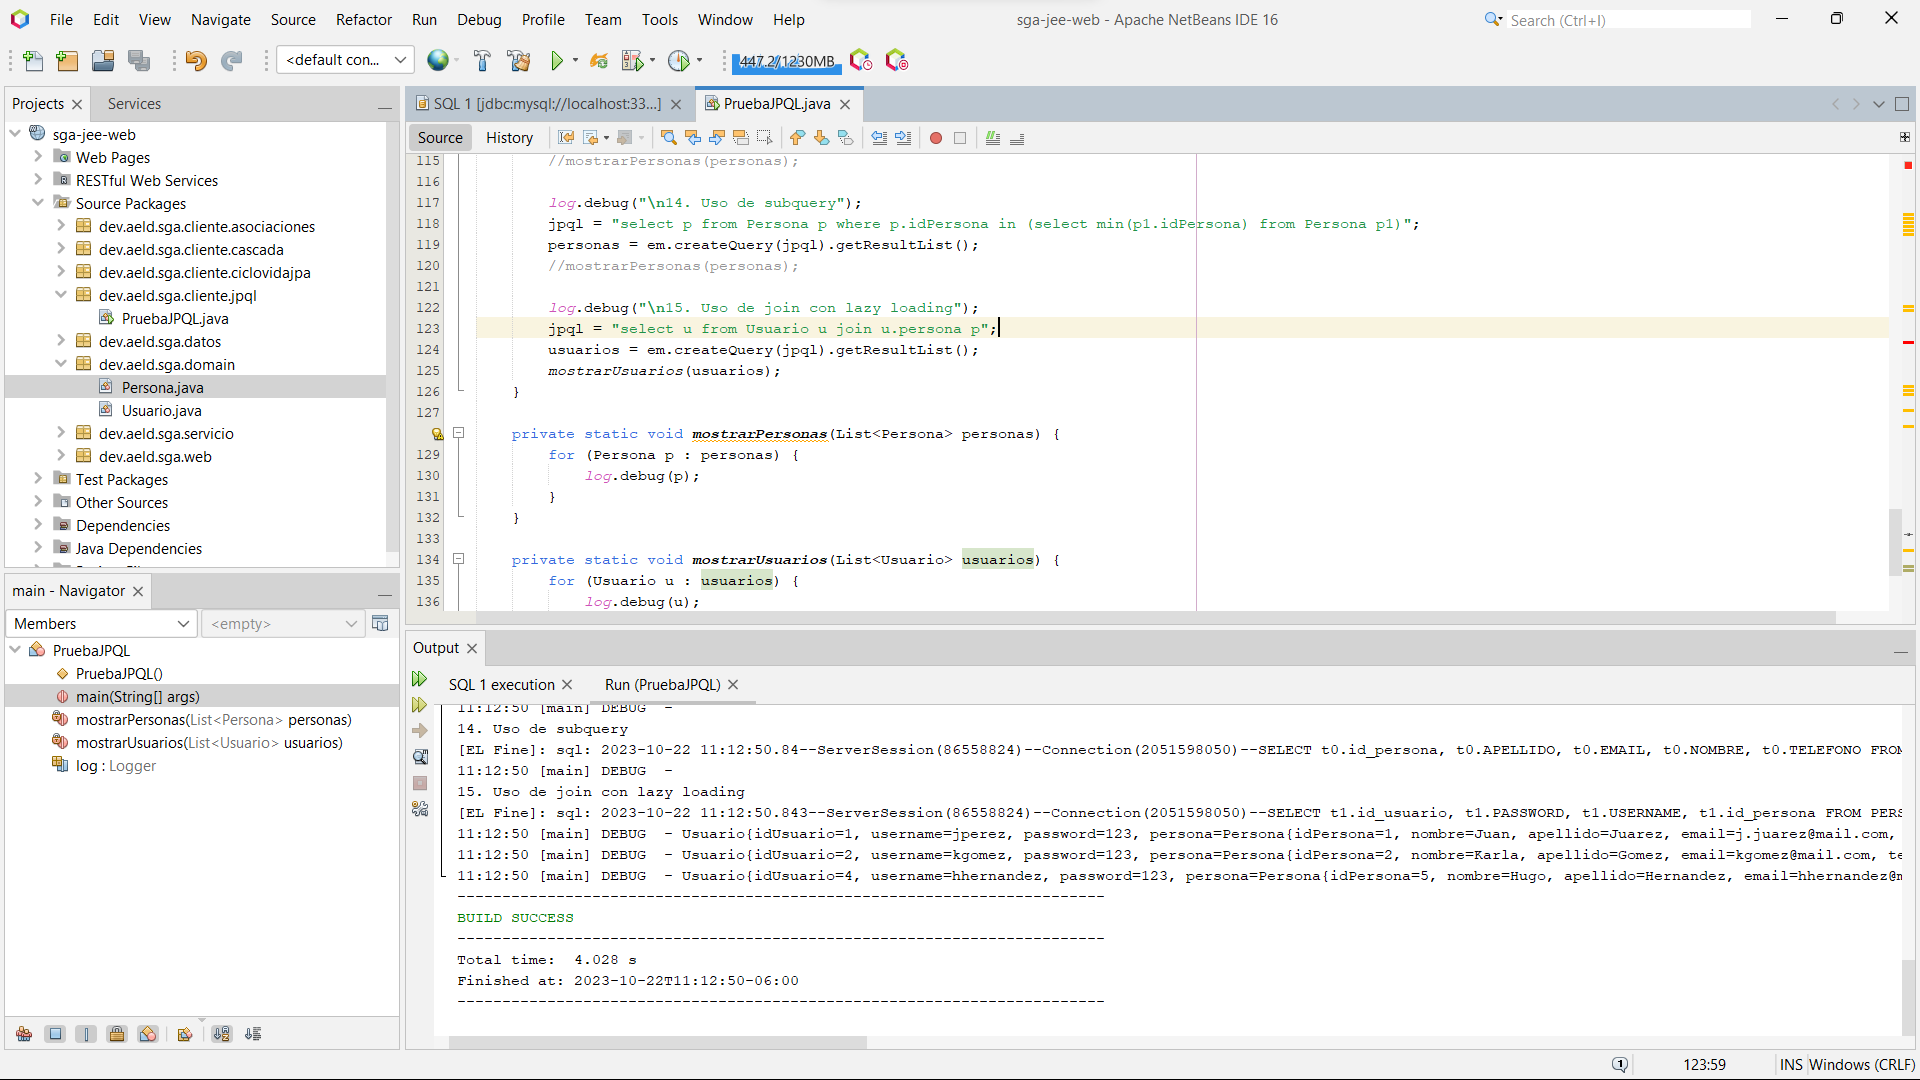 File Edit View Navigate Source Refactor Run Debug Profile Team Tools Window Help
sga-jee-web - Apache NetBeans IDE 16
Search (Ctrl+I)
<default con...
447.2/1230MB
Projects Services
sga-jee-web
Web Pages
RESTful Web Services
Source Packages
dev.aeld.sga.cliente.asociaciones
dev.aeld.sga.cliente.cascada
dev.aeld.sga.cliente.ciclovidajpa
dev.aeld.sga.cliente.jpql
PruebaJPQL.java
dev.aeld.sga.datos
dev.aeld.sga.domain
Persona.java
Usuario.java
dev.aeld.sga.servicio
dev.aeld.sga.web
Test Packages
Other Sources
Dependencies
Java Dependencies
main - Navigator
Members <empty>
PruebaJPQL
PruebaJPQL()
main(String[] args)
mostrarPersonas(List<Persona> personas)
mostrarUsuarios(List<Usuario> usuarios)
log : Logger
SQL 1 [jdbc:mysql://localhost:33...] PruebaJPQL.java
Source History
115 //mostrarPersonas(personas);
116
117 log.debug("\n14. Uso de subquery");
118 jpql = "select p from Persona p where p.idPersona in (select min(p1.idPersona) from Persona p1)";
119 personas = em.createQuery(jpql).getResultList();
120 //mostrarPersonas(personas);
121
122 log.debug("\n15. Uso de join con lazy loading");
123 jpql = "select u from Usuario u join u.persona p";
124 usuarios = em.createQuery(jpql).getResultList();
125 mostrarUsuarios(usuarios);
126 }
127
private static void mostrarPersonas(List<Persona> personas) {
129 for (Persona p : personas) {
130 log.debug(p);
131 }
132 }
133
134 private static void mostrarUsuarios(List<Usuario> usuarios) {
135 for (Usuario u : usuarios) {
136 log.debug(u);
Output
SQL 1 execution Run (PruebaJPQL)
11:12:50 [main] DEBUG -
14. Uso de subquery
[EL Fine]: sql: 2023-10-22 11:12:50.84--ServerSession(86558824)--Connection(2051598050)--SELECT t0.id_persona, t0.APELLIDO, t0.EMAIL, t0.NOMBRE, t0.TELEFONO FROM
11:12:50 [main] DEBUG -
15. Uso de join con lazy loading
[EL Fine]: sql: 2023-10-22 11:12:50.843--ServerSession(86558824)--Connection(2051598050)--SELECT t1.id_usuario, t1.PASSWORD, t1.USERNAME, t1.id_persona FROM PERS
11:12:50 [main] DEBUG - Usuario{idUsuario=1, username=jperez, password=123, persona=Persona{idPersona=1, nombre=Juan, apellido=Juarez, email=j.juarez@mail.com,
11:12:50 [main] DEBUG - Usuario{idUsuario=2, username=kgomez, password=123, persona=Persona{idPersona=2, nombre=Karla, apellido=Gomez, email=kgomez@mail.com, te
11:12:50 [main] DEBUG - Usuario{idUsuario=4, username=hhernandez, password=123, persona=Persona{idPersona=5, nombre=Hugo, apellido=Hernandez, email=hhernandez@m
------------------------------------------------------------------------
BUILD SUCCESS
------------------------------------------------------------------------
Total time: 4.028 s
Finished at: 2023-10-22T11:12:50-06:00
------------------------------------------------------------------------
123:59 INS Windows (CRLF)